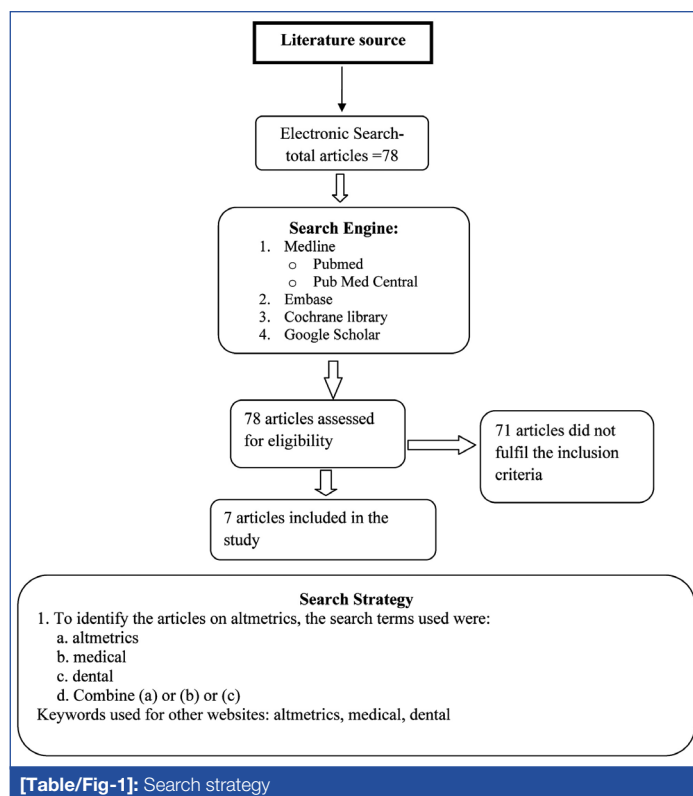 Literature source
Electronic Search-
total articles =78
Search Engine:
1. Medline
o Pubmed
o Pub Med Central
2. Embase
3. Cochrane library
4. Google Scholar
78 articles assessed
for eligibility
71 articles did not
fulfil the inclusion
criteria
7 articles included in the
study
Search Strategy
1. To identify the articles on altmetrics, the search terms used were:
a. altmetrics
b. medical
c. dental
d. Combine (a) or (b) or (c)
Keywords used for other websites: altmetrics, medical, dental
[Table/Fig-1]: Search strategy